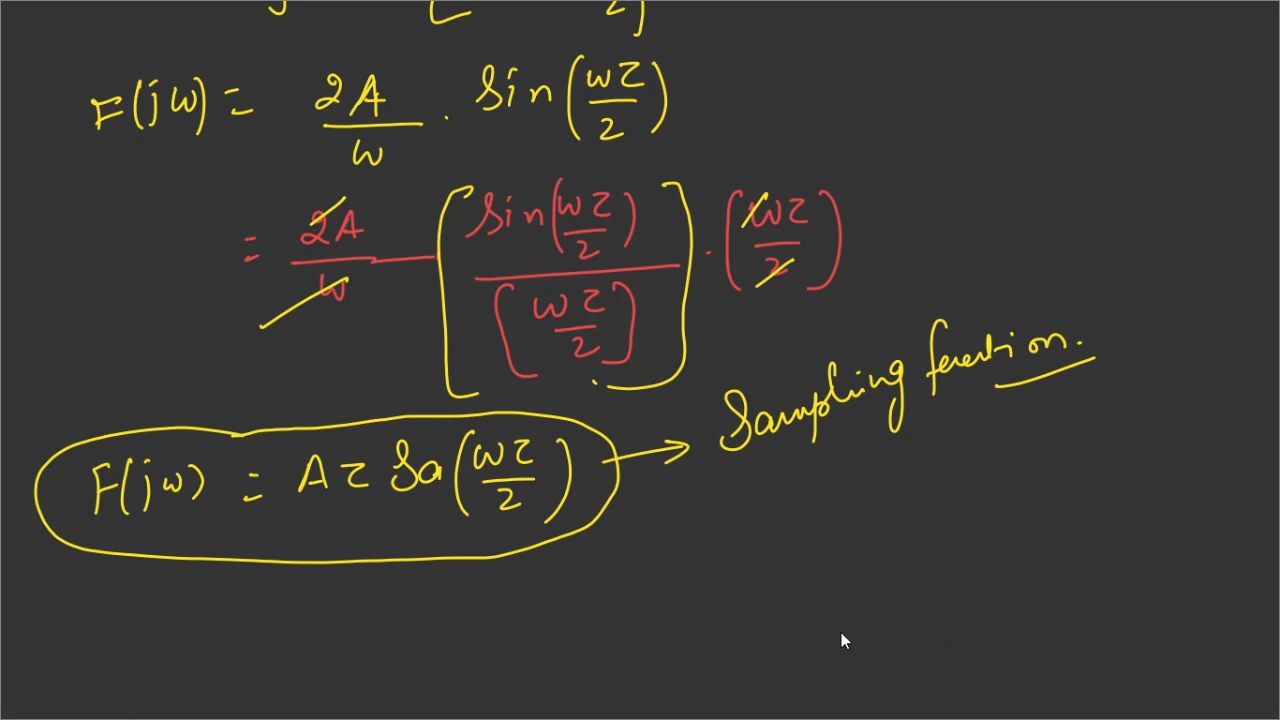 F(jω) = 2A/ω . Sin(ωτ/2)
= 2A/ω [sin(ωτ/2)/[ωτ/2]] . (ωτ/2)
F(jω) = Aτ Sa(ωτ/2) → Sampling function.